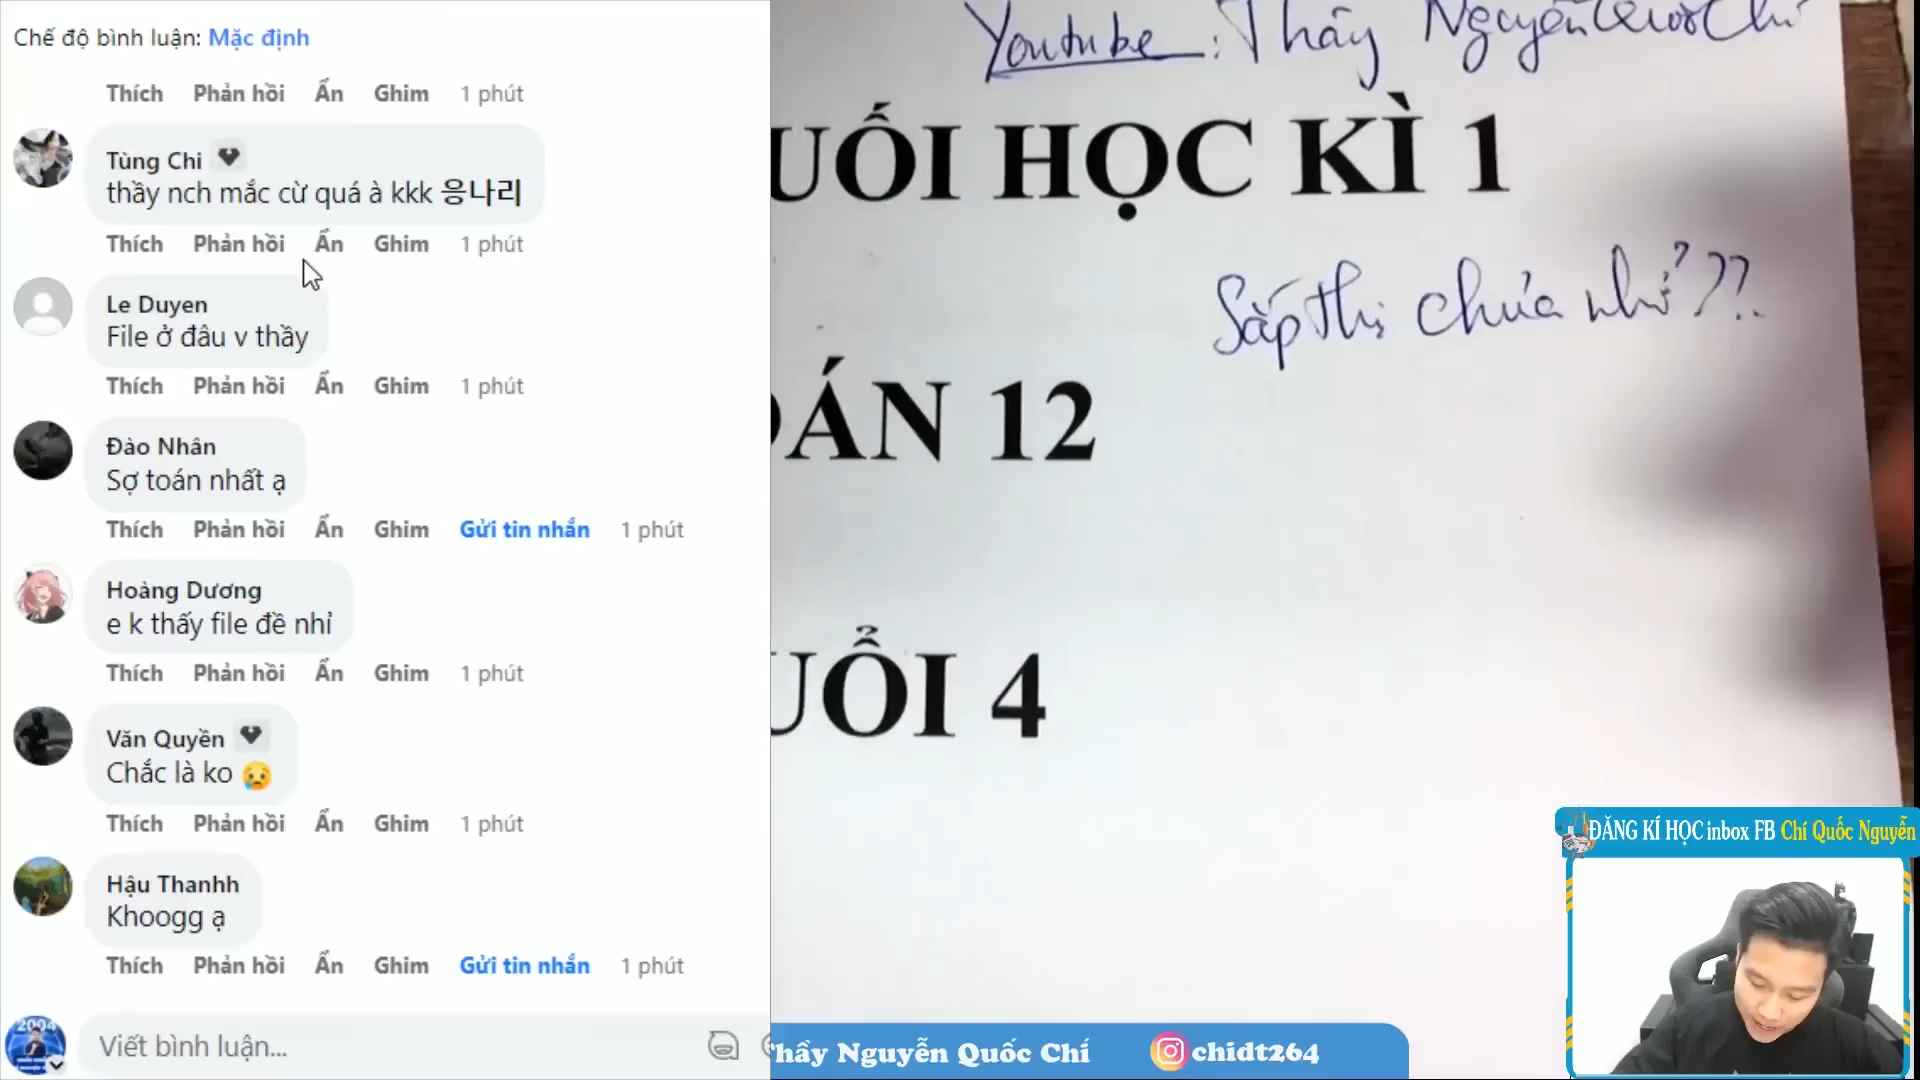 Chế độ bình luận: Mặc định
Thích Phản hồi Ẩn Ghim 1 phút
Tùng Chi
thầy nch mắc cừ quá à kkk 응나리
Thích Phản hồi Ẩn Ghim 1 phút
Le Duyen
File ở đâu v thầy
Thích Phản hồi Ẩn Ghim 1 phút
Đào Nhân
Sợ toán nhất ạ
Thích Phản hồi Ẩn Ghim Gửi tin nhắn 1 phút
Hoàng Dương
e k thấy file đề nhỉ
Thích Phản hồi Ẩn Ghim 1 phút
Văn Quyền
Chắc là ko 😥
Thích Phản hồi Ẩn Ghim 1 phút
Hậu Thanhh
Khoogg ạ
Thích Phản hồi Ẩn Ghim Gửi tin nhắn 1 phút
2004
Viết bình luận...
Youtube: Thầy Nguyễn Quốc Chí
UỐI HỌC KÌ 1
Sắp thi chưa nhỉ??
OÁN 12
UỔI 4
ĐĂNG KÍ HỌC inbox FB Chí Quốc Nguyễn
Thầy Nguyễn Quốc Chí
chidt264